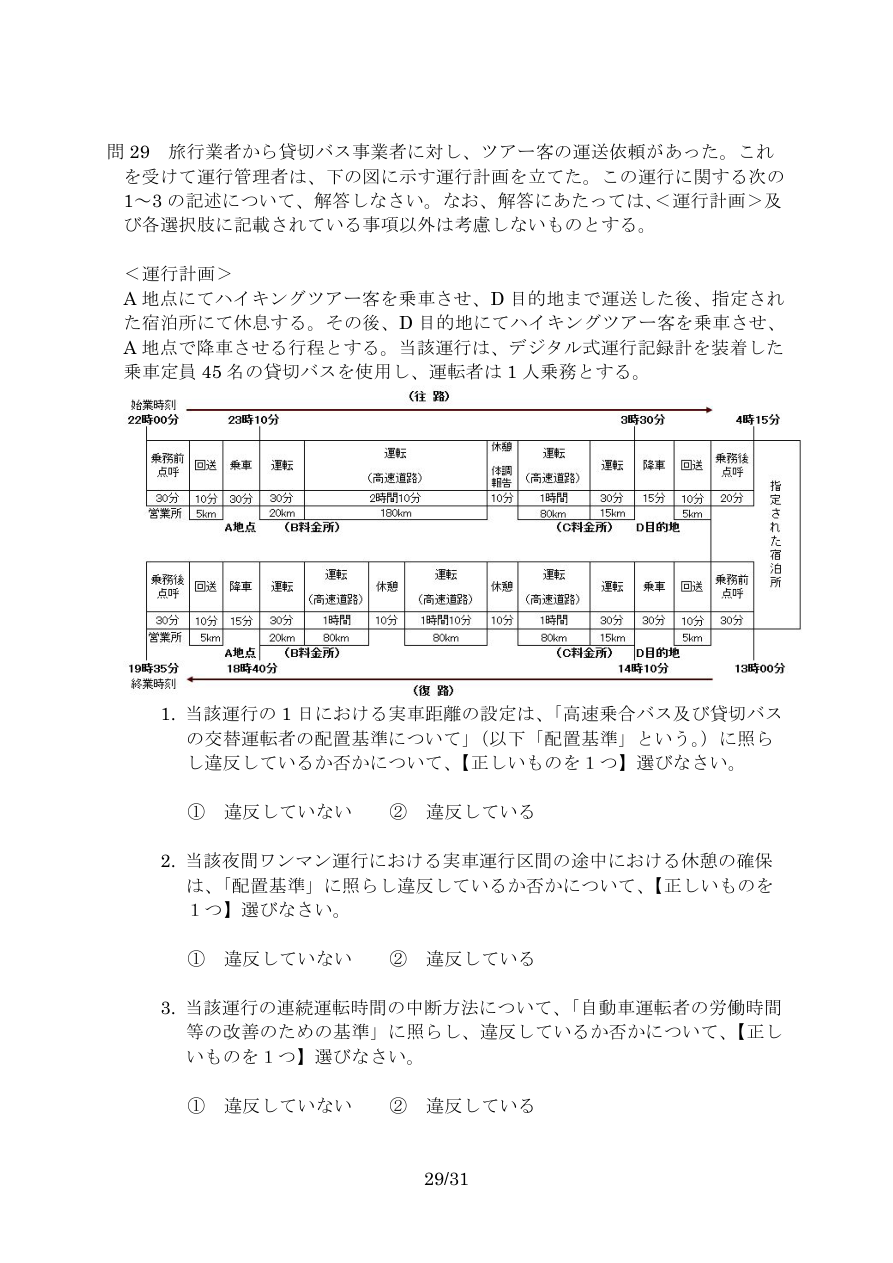 問 29　旅行業者から貸切バス事業者に対し、ツアー客の運送依頼があった。これ
を受けて運行管理者は、下の図に示す運行計画を立てた。この運行に関する次の
1～3 の記述について、解答しなさい。なお、解答にあたっては、＜運行計画＞及
び各選択肢に記載されている事項以外は考慮しないものとする。
＜運行計画＞
A 地点にてハイキングツアー客を乗車させ、D 目的地まで運送した後、指定され
た宿泊所にて休息する。その後、D 目的地にてハイキングツアー客を乗車させ、
A 地点で降車させる行程とする。当該運行は、デジタル式運行記録計を装着した
乗車定員 45 名の貸切バスを使用し、運転者は 1 人乗務とする。
（往 路）
始業時刻
22時00分 23時10分 3時30分 4時15分
乗務前点呼 回送 乗車 運転 運転（高速道路） 休憩 体調報告 運転（高速道路） 運転 降車 回送 乗務後点呼 指定された宿泊所
30分 10分 30分 30分 2時間10分 10分 1時間 30分 15分 10分 20分
営業所 5km 20km 180km 80km 15km 5km
A地点 （B料金所） （C料金所） D目的地
乗務後点呼 回送 降車 運転 運転（高速道路） 休憩 運転（高速道路） 休憩 運転（高速道路） 運転 乗車 回送 乗務前点呼
30分 10分 15分 30分 1時間 10分 1時間10分 10分 1時間 30分 30分 10分 30分
営業所 5km 20km 80km 80km 80km 15km 5km
A地点 （B料金所） （C料金所） D目的地
19時35分 18時40分 14時10分 13時00分
終業時刻
（復 路）
1. 当該運行の 1 日における実車距離の設定は、「高速乗合バス及び貸切バス
の交替運転者の配置基準について」（以下「配置基準」という。）に照ら
し違反しているか否かについて、【正しいものを 1 つ】選びなさい。
①　違反していない　　②　違反している
2. 当該夜間ワンマン運行における実車運行区間の途中における休憩の確保
は、「配置基準」に照らし違反しているか否かについて、【正しいものを
１つ】選びなさい。
①　違反していない　　②　違反している
3. 当該運行の連続運転時間の中断方法について、「自動車運転者の労働時間
等の改善のための基準」に照らし、違反しているか否かについて、【正し
いものを 1 つ】選びなさい。
①　違反していない　　②　違反している
29/31